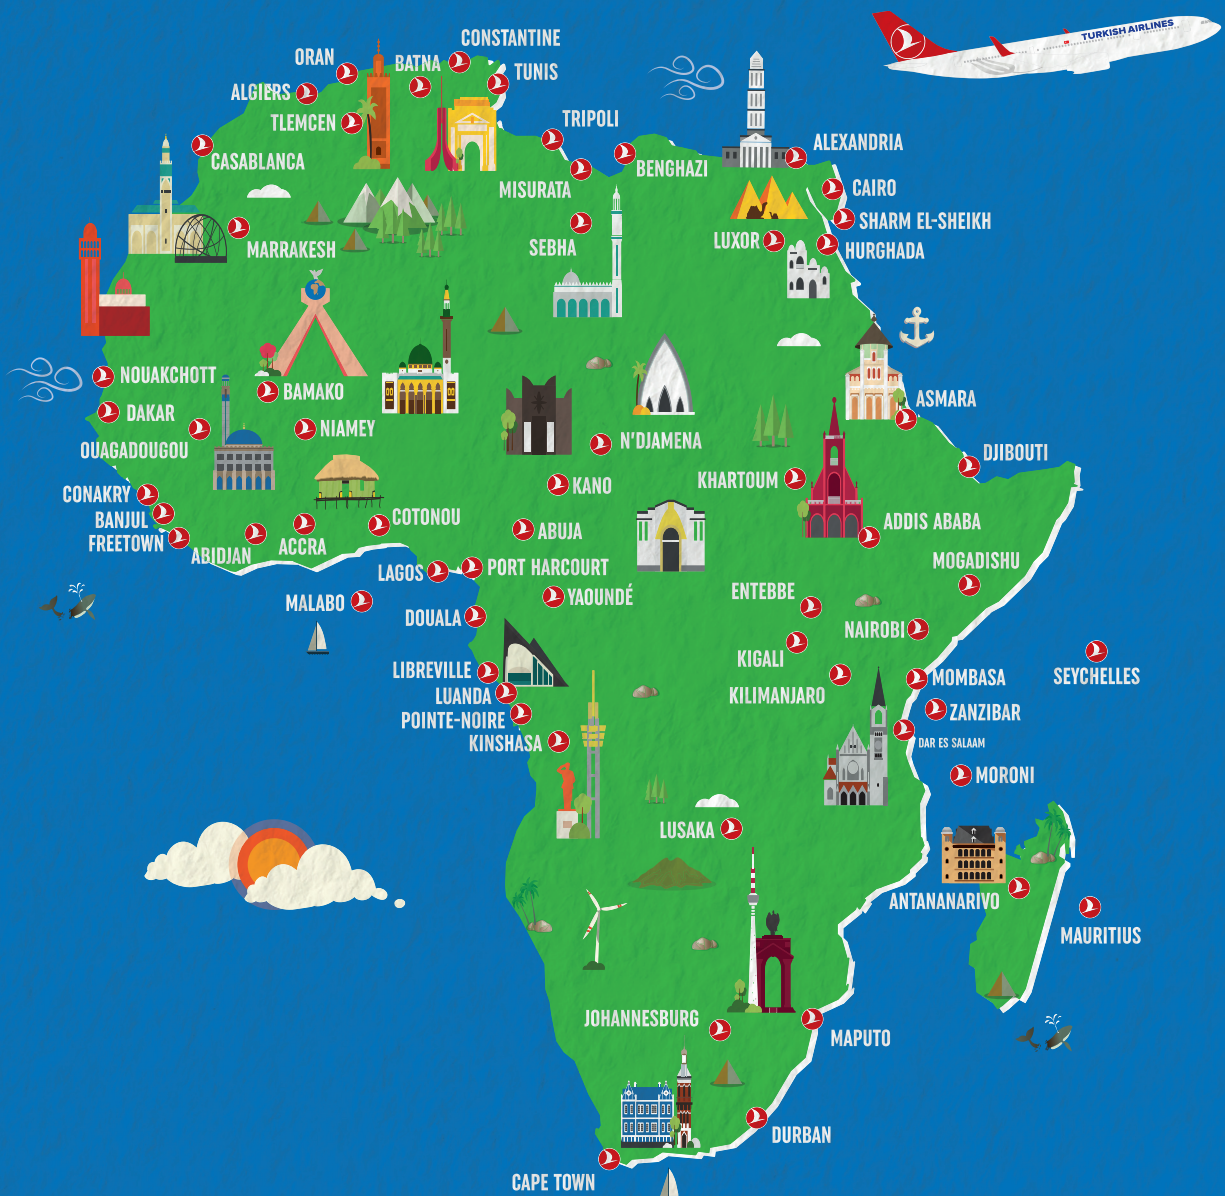 TURKISH AIRLINES
CONSTANTINE
ORAN
BATNA
TUNIS
ALGIERS
TLEMCEN
TRIPOLI
CASABLANCA
ALEXANDRIA
BENGHAZI
MISURATA
CAIRO
SHARM EL-SHEIKH
LUXOR
SEBHA
MARRAKESH
HURGHADA
NOUAKCHOTT
BAMAKO
ASMARA
DAKAR
NIAMEY
OUAGADOUGOU
N'DJAMENA
DJIBOUTI
KHARTOUM
KANO
CONAKRY
BANJUL
COTONOU
ADDIS ABABA
ABUJA
FREETOWN
ABIDJAN
ACCRA
MOGADISHU
LAGOS
PORT HARCOURT
ENTEBBE
YAOUNDÉ
MALABO
DOUALA
NAIROBI
KIGALI
LIBREVILLE
MOMBASA
SEYCHELLES
LUANDA
KILIMANJARO
ZANZIBAR
POINTE-NOIRE
KINSHASA
DAR ES SALAAM
MORONI
LUSAKA
ANTANANARIVO
MAURITIUS
JOHANNESBURG
MAPUTO
DURBAN
CAPE TOWN